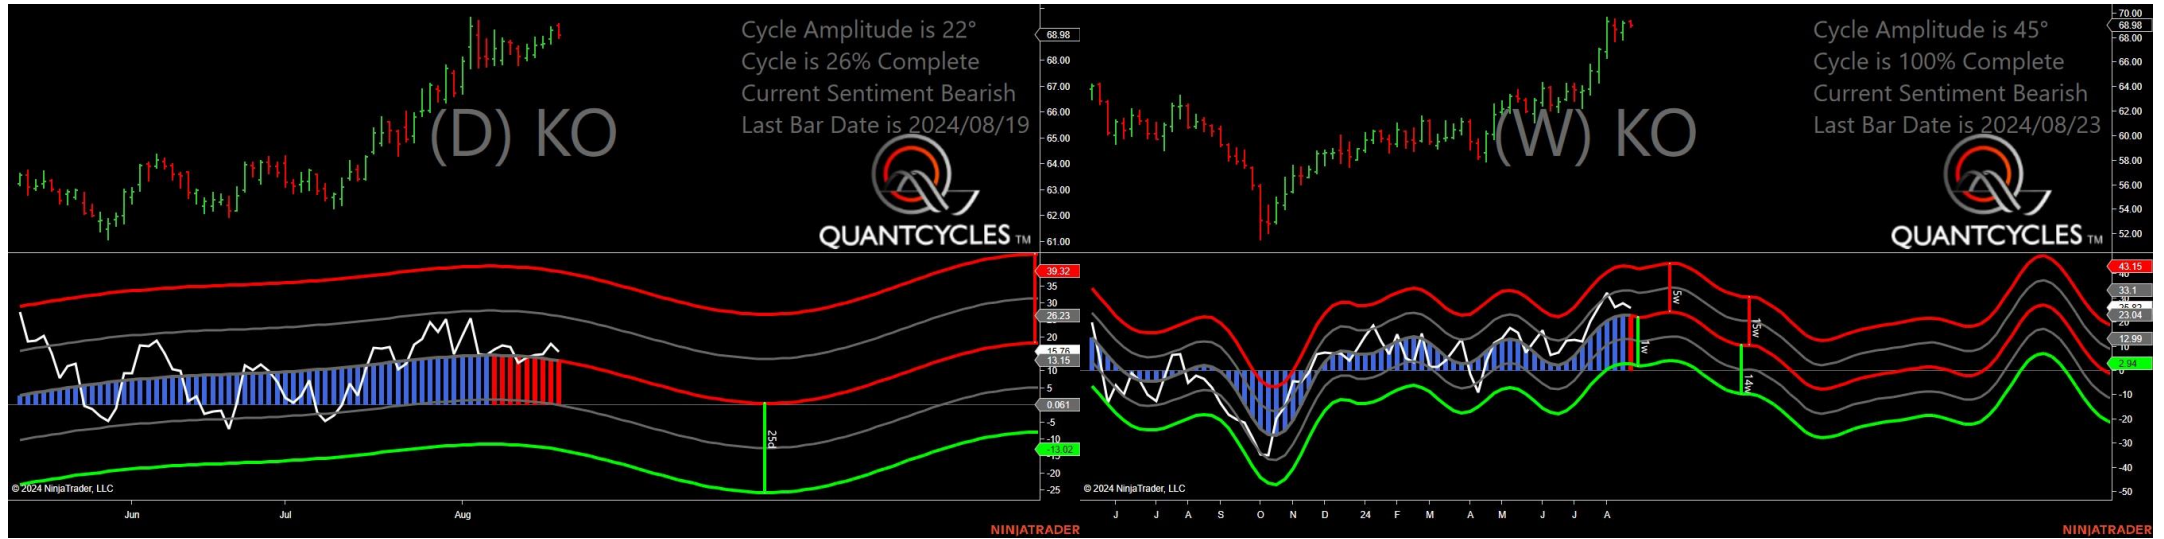 Cycle Amplitude is 22°
Cycle is 26% Complete
Current Sentiment Bearish
Last Bar Date is 2024/08/19
(D) KO
QUANTCYCLES TM
68.98
68.00
67.00
66.00
65.00
64.00
63.00
62.00
61.00
39.32
35
30
26.23
20
15.76
13.15
10
5
0.061
-5
-10
-13.02
-20
-25
25d
© 2024 NinjaTrader, LLC
Jun Jul Aug
NINJATRADER
Cycle Amplitude is 45°
Cycle is 100% Complete
Current Sentiment Bearish
Last Bar Date is 2024/08/23
(W) KO
QUANTCYCLES TM
70.00
68.98
68.00
66.00
64.00
62.00
60.00
58.00
56.00
54.00
52.00
43.15
33.1
23.04
20
12.99
10
2.94
-10
-20
-30
-40
-50
5w
15w
1w
14w
© 2024 NinjaTrader, LLC
J J A S O N D 24 F M A M J J A
NINJATRADER